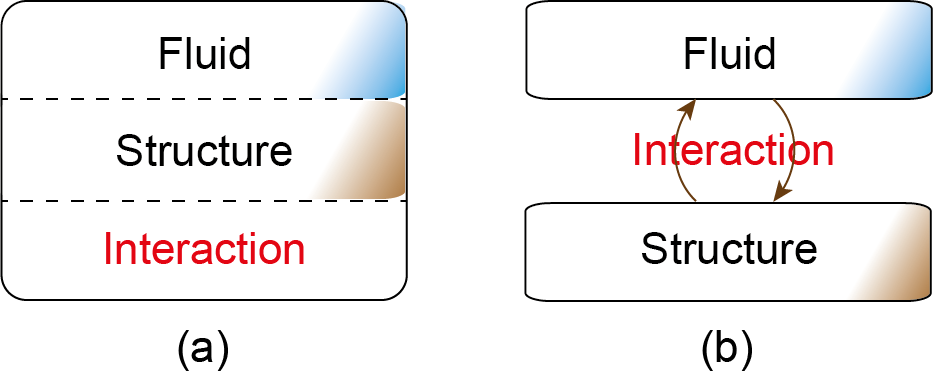 Fluid
Structure
Interaction
(a)
Fluid
Interaction
Structure
(b)